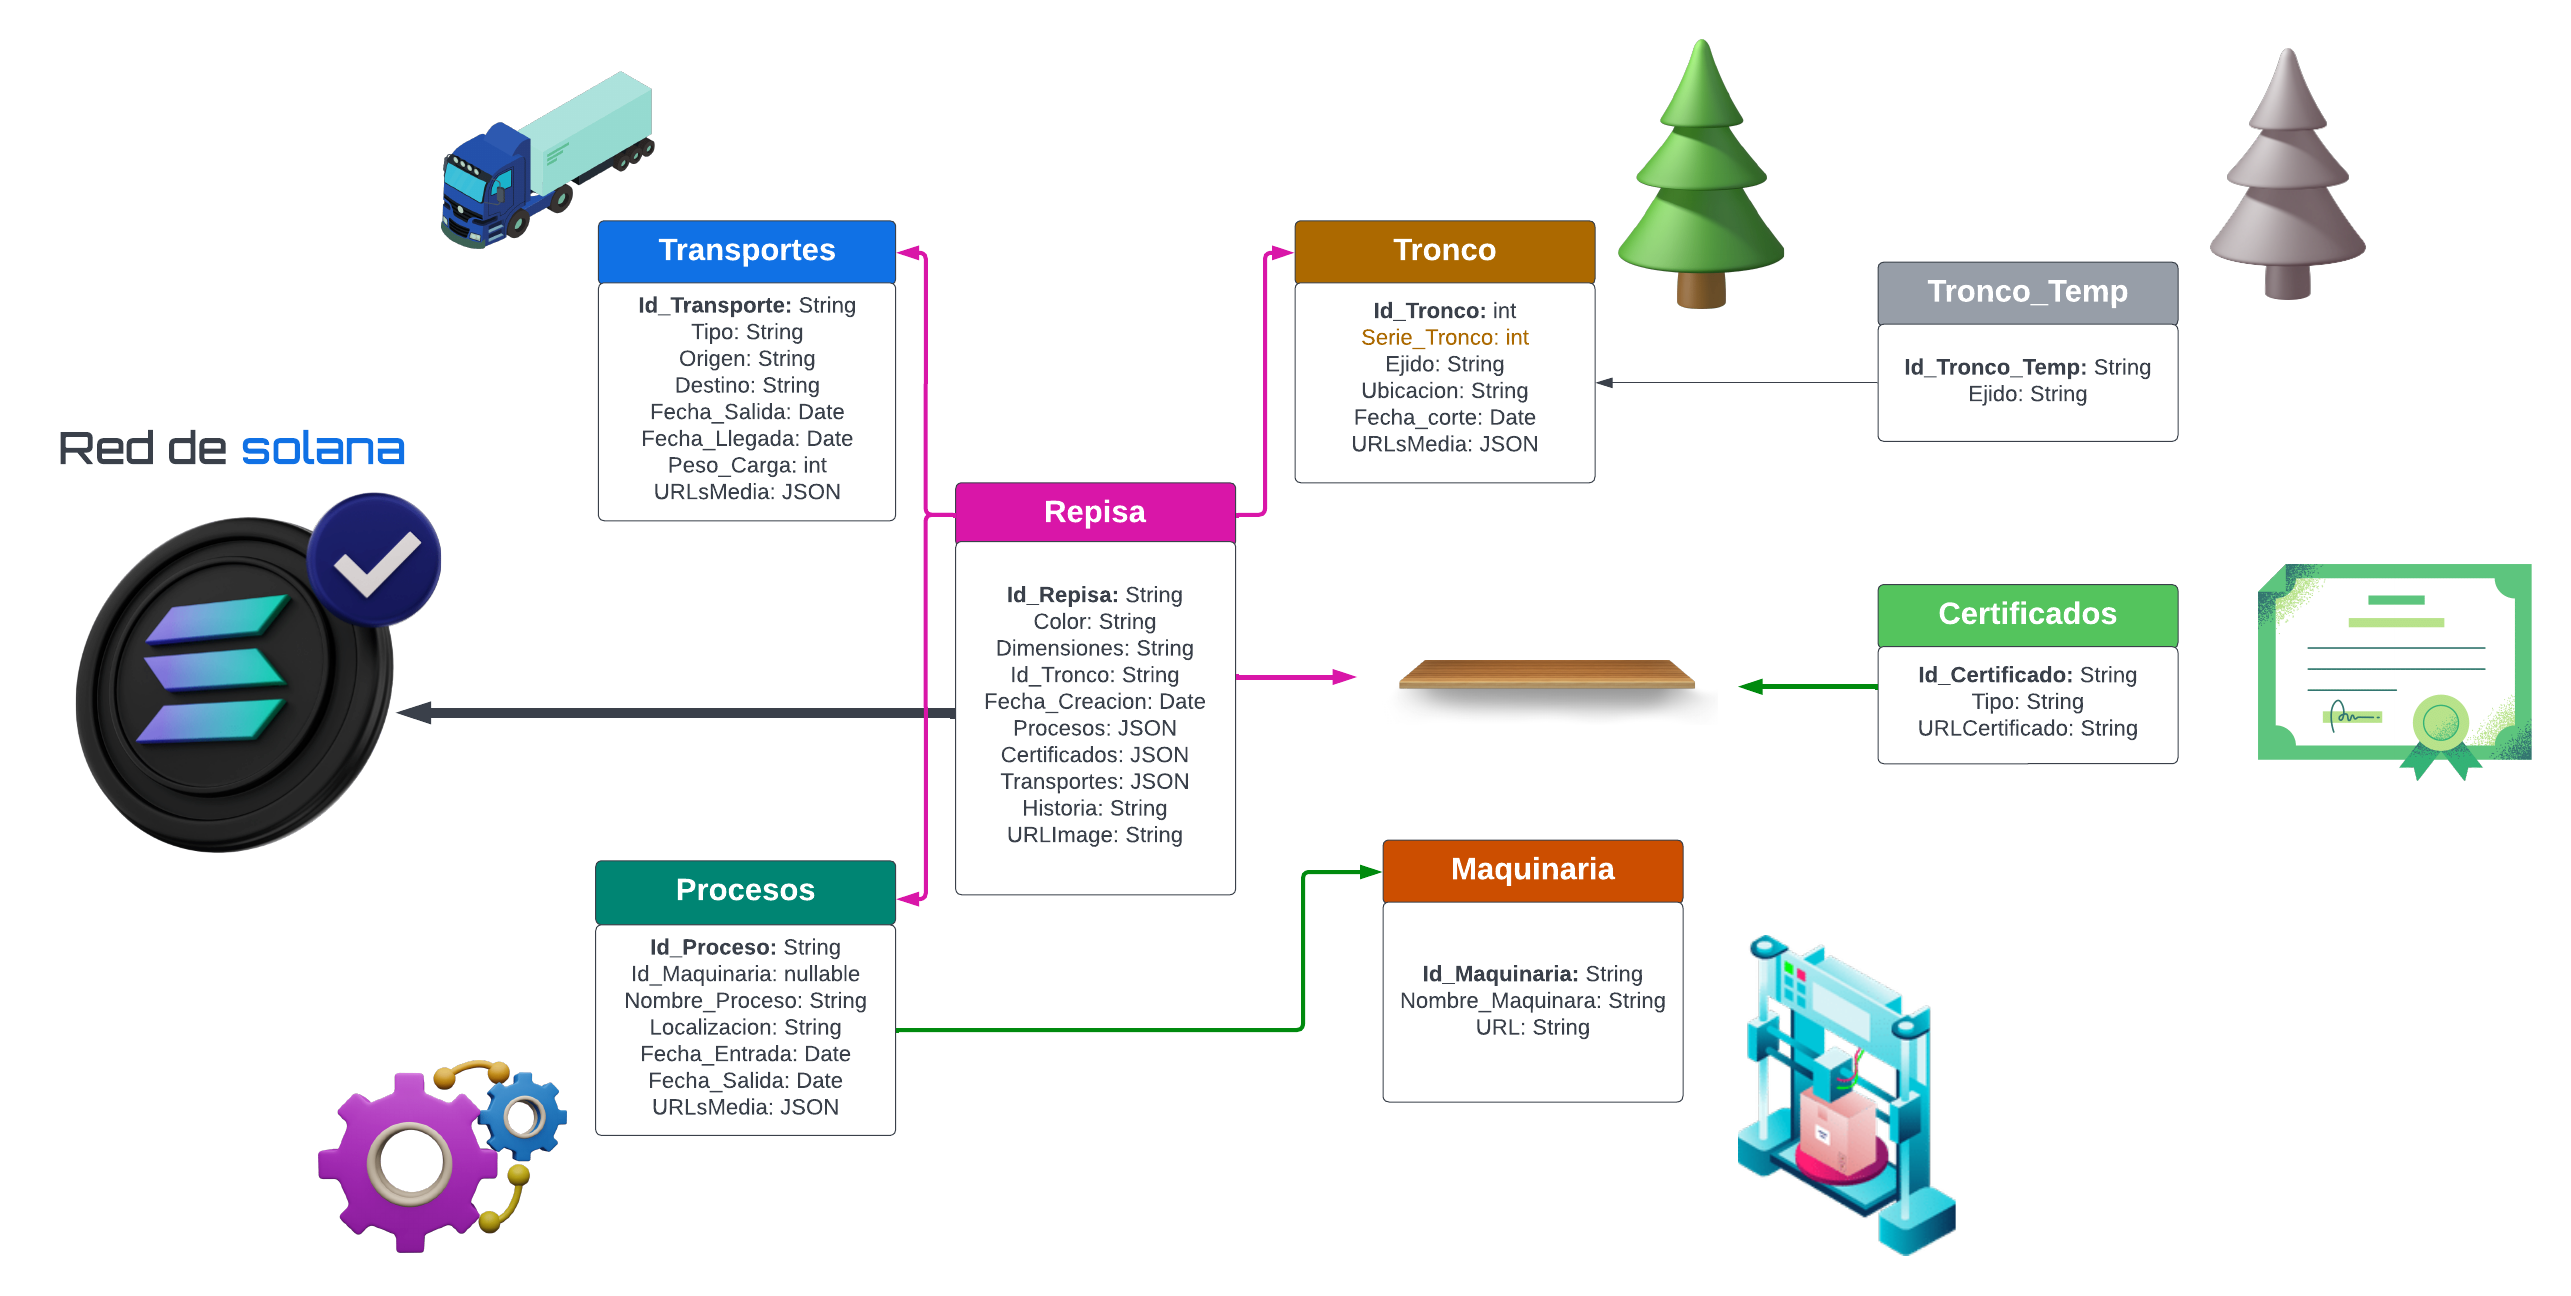 Transportes
Id_Transporte: String
Tipo: String
Origen: String
Destino: String
Fecha_Salida: Date
Fecha_Llegada: Date
Peso_Carga: int
URLsMedia: JSON
Tronco
Id_Tronco: int
Serie_Tronco: int
Ejido: String
Ubicacion: String
Fecha_corte: Date
URLsMedia: JSON
Tronco_Temp
Id_Tronco_Temp: String
Ejido: String
Red de solana
Repisa
Id_Repisa: String
Color: String
Dimensiones: String
Id_Tronco: String
Fecha_Creacion: Date
Procesos: JSON
Certificados: JSON
Transportes: JSON
Historia: String
URLImage: String
Certificados
Id_Certificado: String
Tipo: String
URLCertificado: String
Procesos
Id_Proceso: String
Id_Maquinaria: nullable
Nombre_Proceso: String
Localizacion: String
Fecha_Entrada: Date
Fecha_Salida: Date
URLsMedia: JSON
Maquinaria
Id_Maquinaria: String
Nombre_Maquinara: String
URL: String